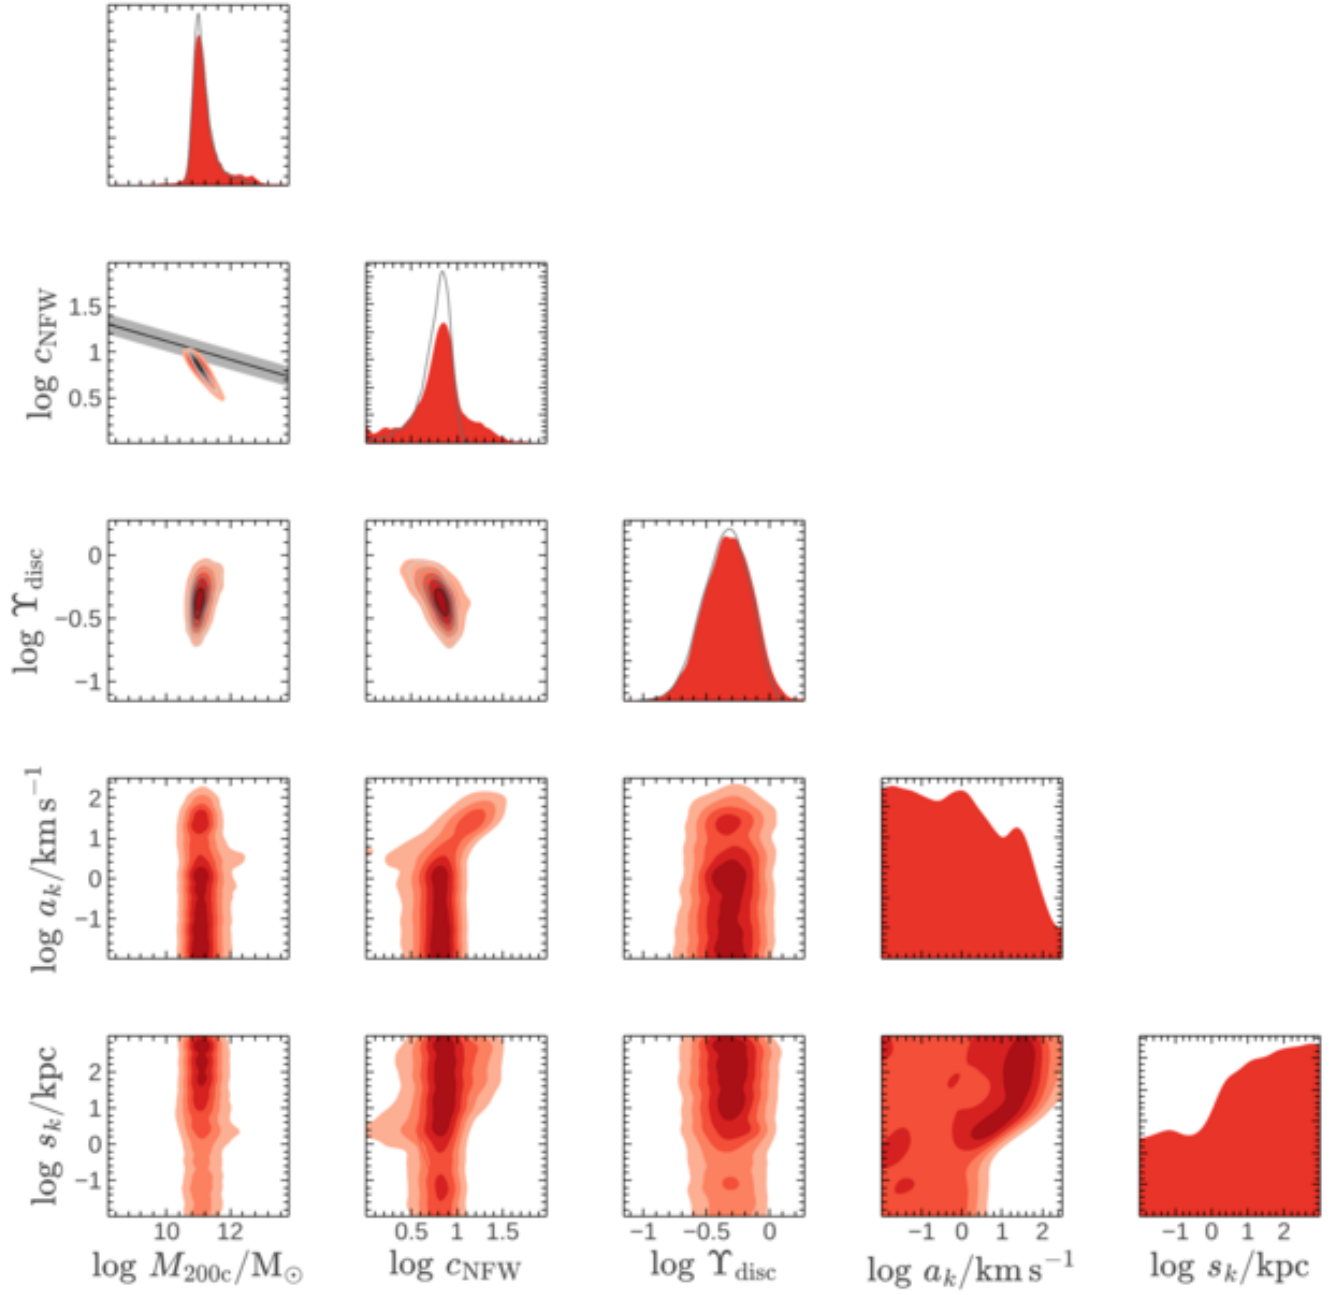 log c_NFW
1.5
1
0.5
log ϒ_disc
0
−0.5
−1
log a_k/km s⁻¹
2
1
0
−1
log s_k/kpc
2
1
0
−1
10 12
0.5 1 1.5
−1 −0.5 0
−1 0 1 2
−1 0 1 2
log M_200c/M_⊙
log c_NFW
log ϒ_disc
log a_k/km s⁻¹
log s_k/kpc